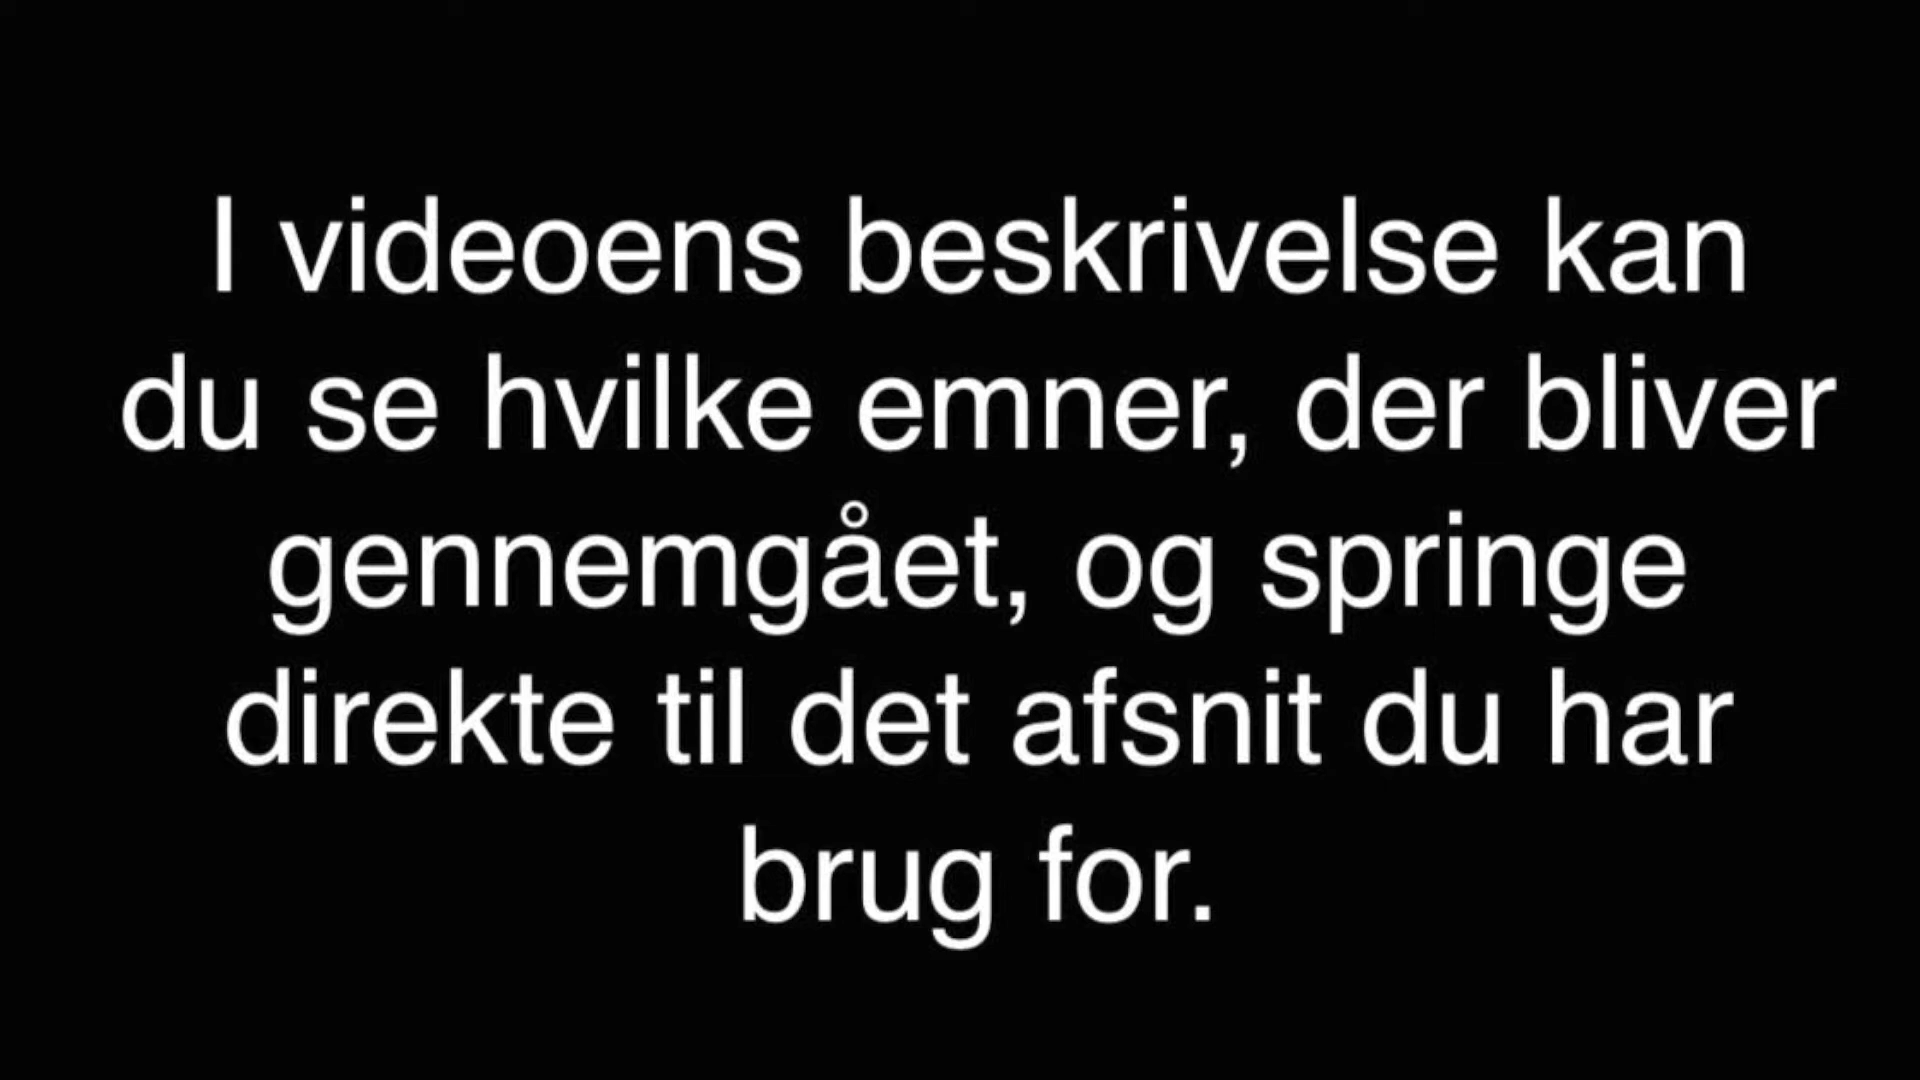 I videoens beskrivelse kan
du se hvilke emner, der bliver
gennemgået, og springe
direkte til det afsnit du har
brug for.